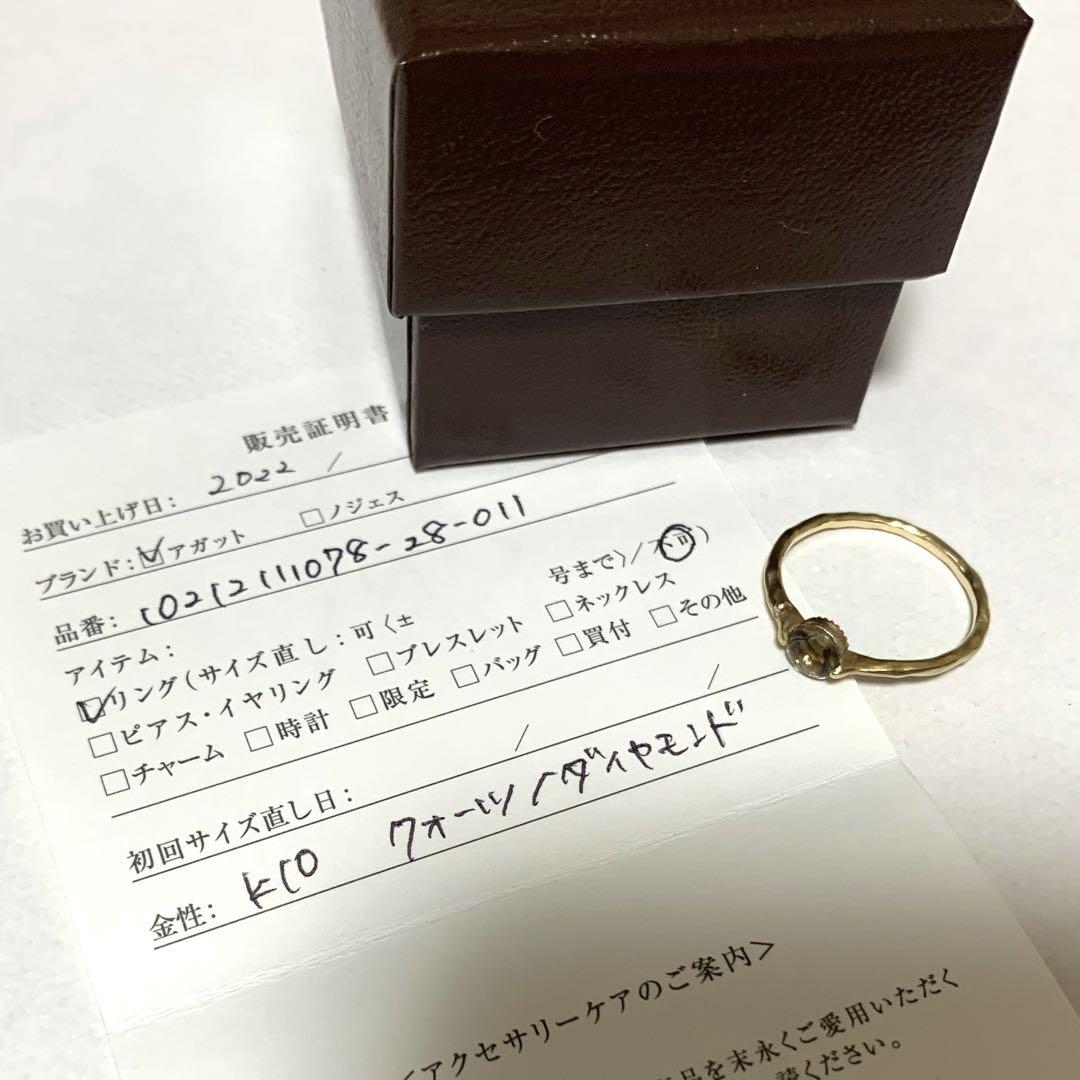 販売証明書
お買い上げ日: 2022 /
ブランド: ☑アガット □ノジェス
品番: 10212111078-28-011
アイテム:
☑リング(サイズ直し:可〈± 号まで〉/不可)
□ピアス・イヤリング □ブレスレット □ネックレス
□チャーム □時計 □限定 □バッグ □買付 □その他
初回サイズ直し日: / /
金性: K10 クォーツ/ダイヤモンド
<アクセサリーケアのご案内>
品を末永くご愛用いただく
読ください。